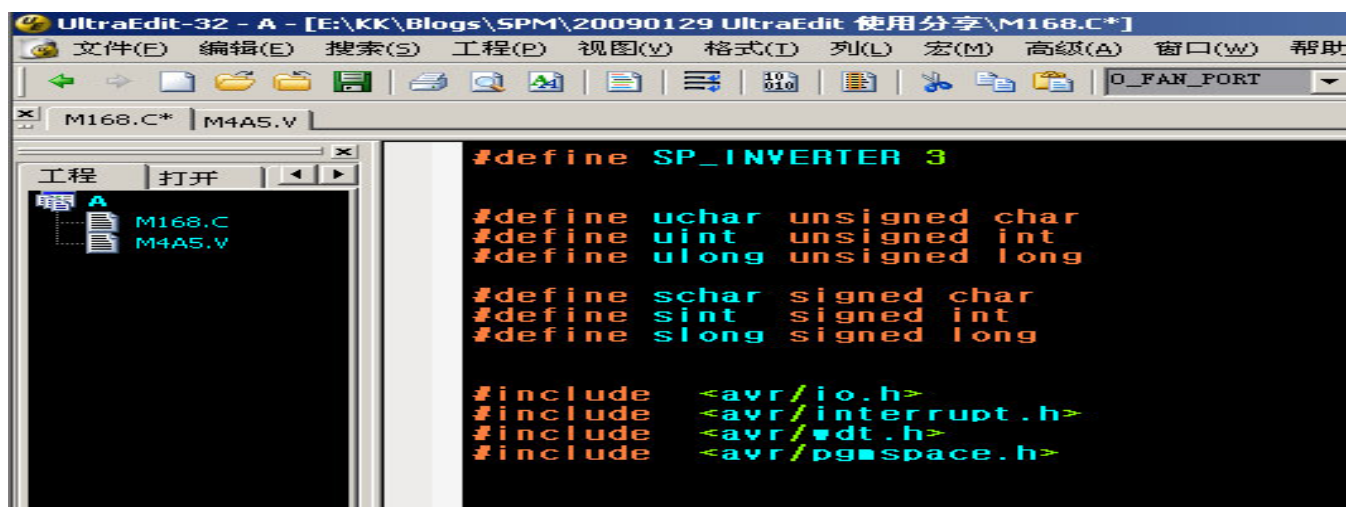 UltraEdit-32 - A - [E:\KK\Blogs\SPM\20090129 UltraEdit 使用分享\M168.C*]
文件(F) 编辑(E) 搜索(S) 工程(P) 视图(V) 格式(T) 列(L) 宏(M) 高级(A) 窗口(W) 帮助
O_FAN_PORT
M168.C* M4A5.V
工程 打开
A
M168.C
M4A5.V
#define SP_INVERTER 3
#define uchar unsigned char
#define uint unsigned int
#define ulong unsigned long
#define schar signed char
#define sint signed int
#define slong signed long
#include <avr/io.h>
#include <avr/interrupt.h>
#include <avr/wdt.h>
#include <avr/pgmspace.h>